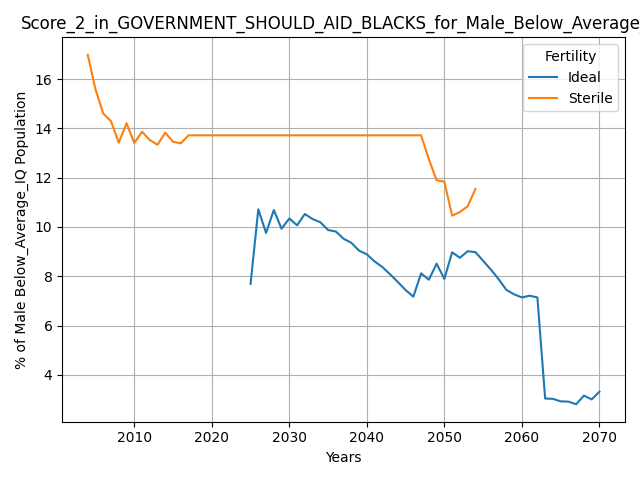 Score_2_in_GOVERNMENT_SHOULD_AID_BLACKS_for_Male_Below_Average
Fertility
Ideal
Sterile
% of Male Below_Average_IQ Population
16
14
12
10
8
6
4
2010 2020 2030 2040 2050 2060 2070
Years